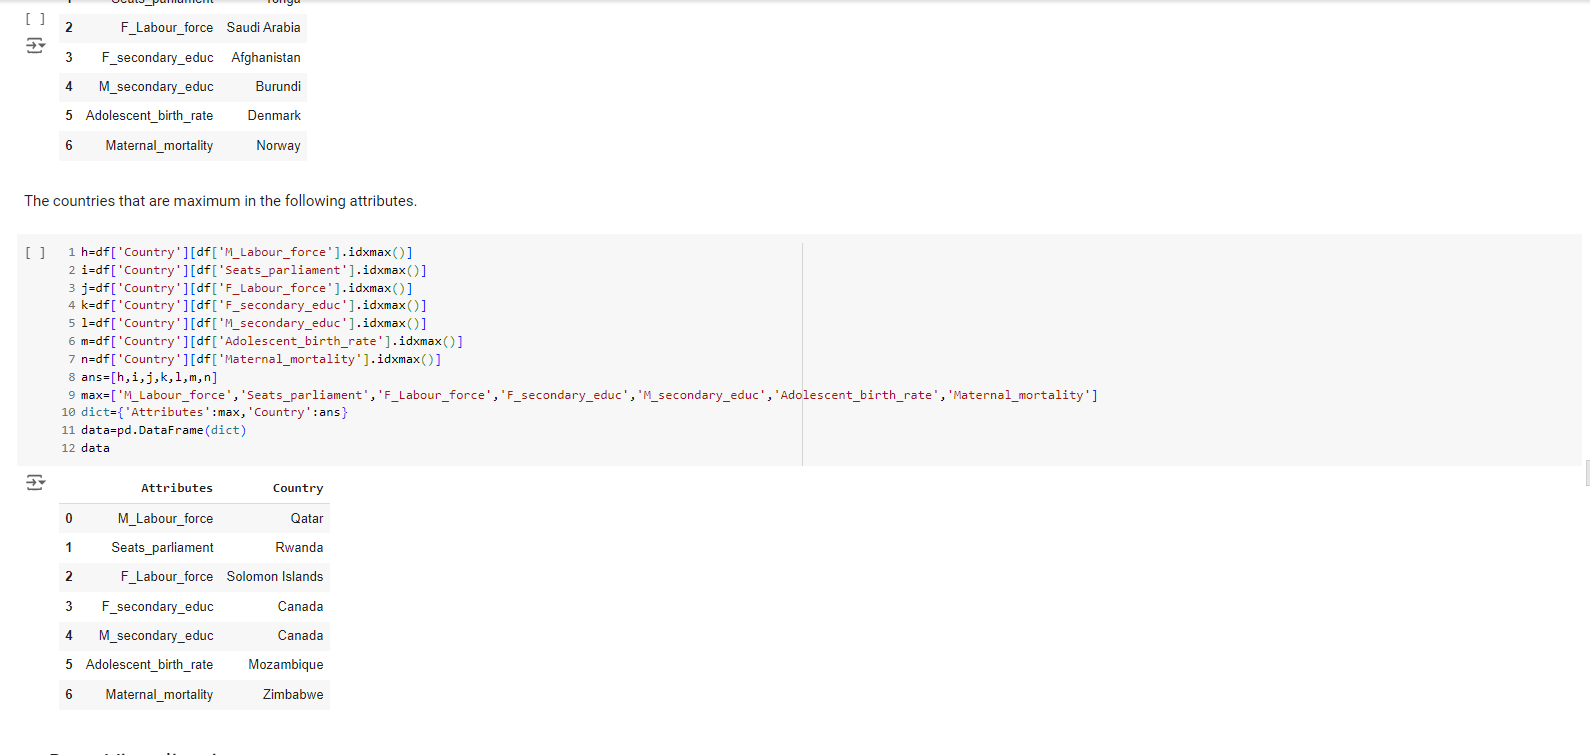 [ ]
2 F_Labour_force Saudi Arabia
3 F_secondary_educ Afghanistan
4 M_secondary_educ Burundi
5 Adolescent_birth_rate Denmark
6 Maternal_mortality Norway
The countries that are maximum in the following attributes.
[ ]
1 h=df['Country'][df['M_Labour_force'].idxmax()]
2 i=df['Country'][df['Seats_parliament'].idxmax()]
3 j=df['Country'][df['F_Labour_force'].idxmax()]
4 k=df['Country'][df['F_secondary_educ'].idxmax()]
5 l=df['Country'][df['M_secondary_educ'].idxmax()]
6 m=df['Country'][df['Adolescent_birth_rate'].idxmax()]
7 n=df['Country'][df['Maternal_mortality'].idxmax()]
8 ans=[h,i,j,k,l,m,n]
9 max=['M_Labour_force','Seats_parliament','F_Labour_force','F_secondary_educ','M_secondary_educ','Adolescent_birth_rate','Maternal_mortality']
10 dict={'Attributes':max,'Country':ans}
11 data=pd.DataFrame(dict)
12 data
Attributes Country
0 M_Labour_force Qatar
1 Seats_parliament Rwanda
2 F_Labour_force Solomon Islands
3 F_secondary_educ Canada
4 M_secondary_educ Canada
5 Adolescent_birth_rate Mozambique
6 Maternal_mortality Zimbabwe